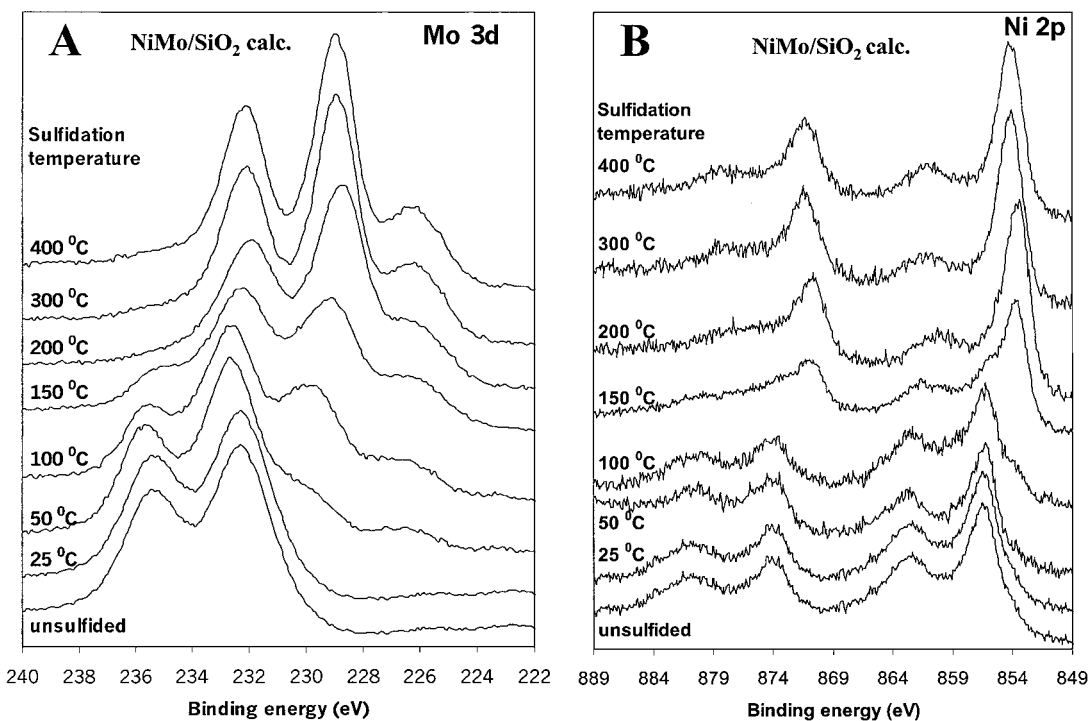 A
NiMo/SiO₂ calc.
Mo 3d
Sulfidation
temperature
400 ⁰C
300 ⁰C
200 ⁰C
150 ⁰C
100 ⁰C
50 ⁰C
25 ⁰C
unsulfided
240 238 236 234 232 230 228 226 224 222
Binding energy (eV)
B
NiMo/SiO₂ calc.
Ni 2p
Sulfidation
temperature
400 ⁰C
300 ⁰C
200 ⁰C
150 ⁰C
100 ⁰C
50 ⁰C
25 ⁰C
unsulfided
889 884 879 874 869 864 859 854 849
Binding energy (eV)